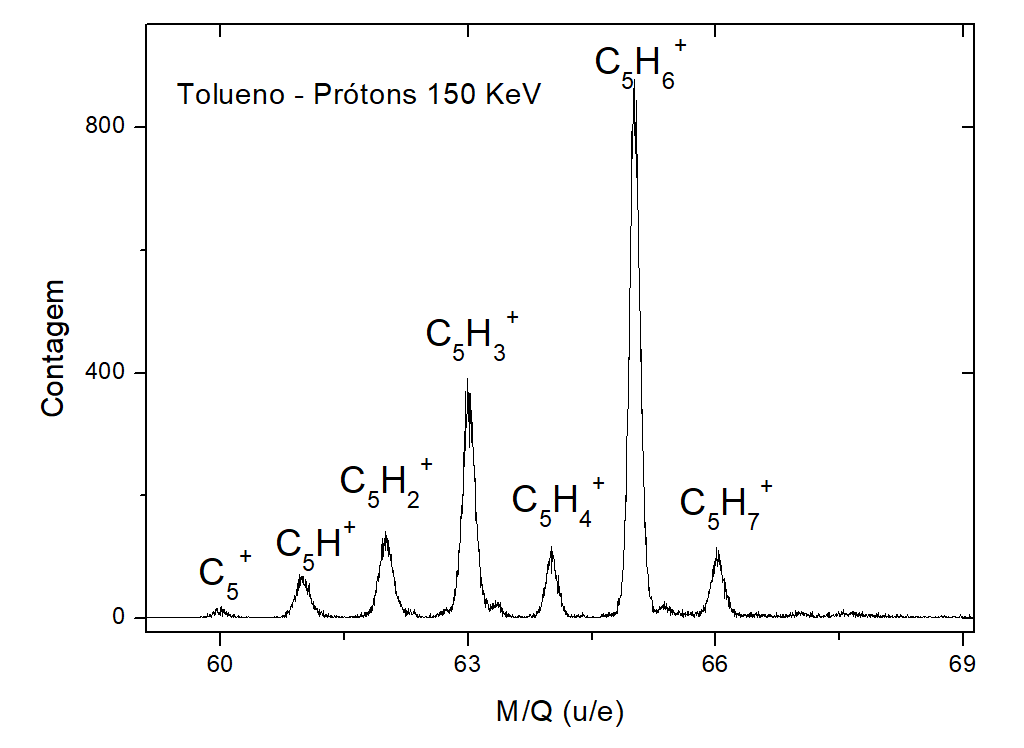 Tolueno - Prótons 150 KeV
C₅H₆⁺
800
C₅H₃⁺
400
C₅H₂⁺
C₅H₄⁺
C₅H₇⁺
C₅H⁺
C₅⁺
0
60 63 66 69
Contagem
M/Q (u/e)